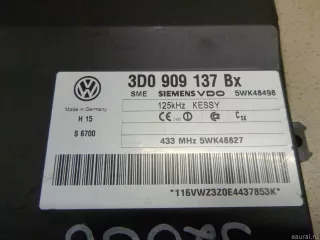 3D0 909 137 Bx
SME SIEMENS VDO 5WK48498
Made in Germany
125kHz KESSY
H 15
S 6700
433 MHz 5WK48827
*116VWZ3Z0E4437853K*
eaural.ru